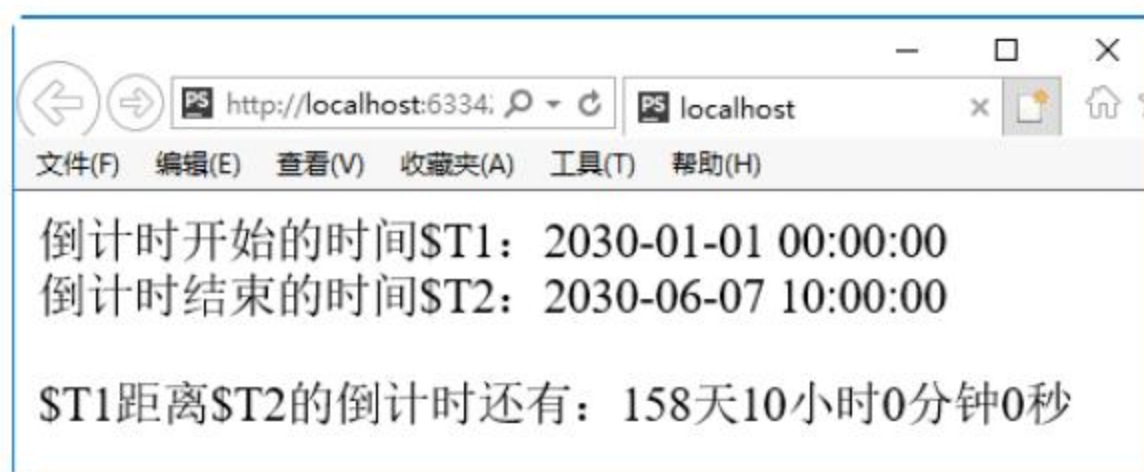 PS http://localhost:6334 PS localhost
文件(F) 编辑(E) 查看(V) 收藏夹(A) 工具(T) 帮助(H)
倒计时开始的时间$T1：2030-01-01 00:00:00
倒计时结束的时间$T2：2030-06-07 10:00:00
$T1距离$T2的倒计时还有：158天10小时0分钟0秒